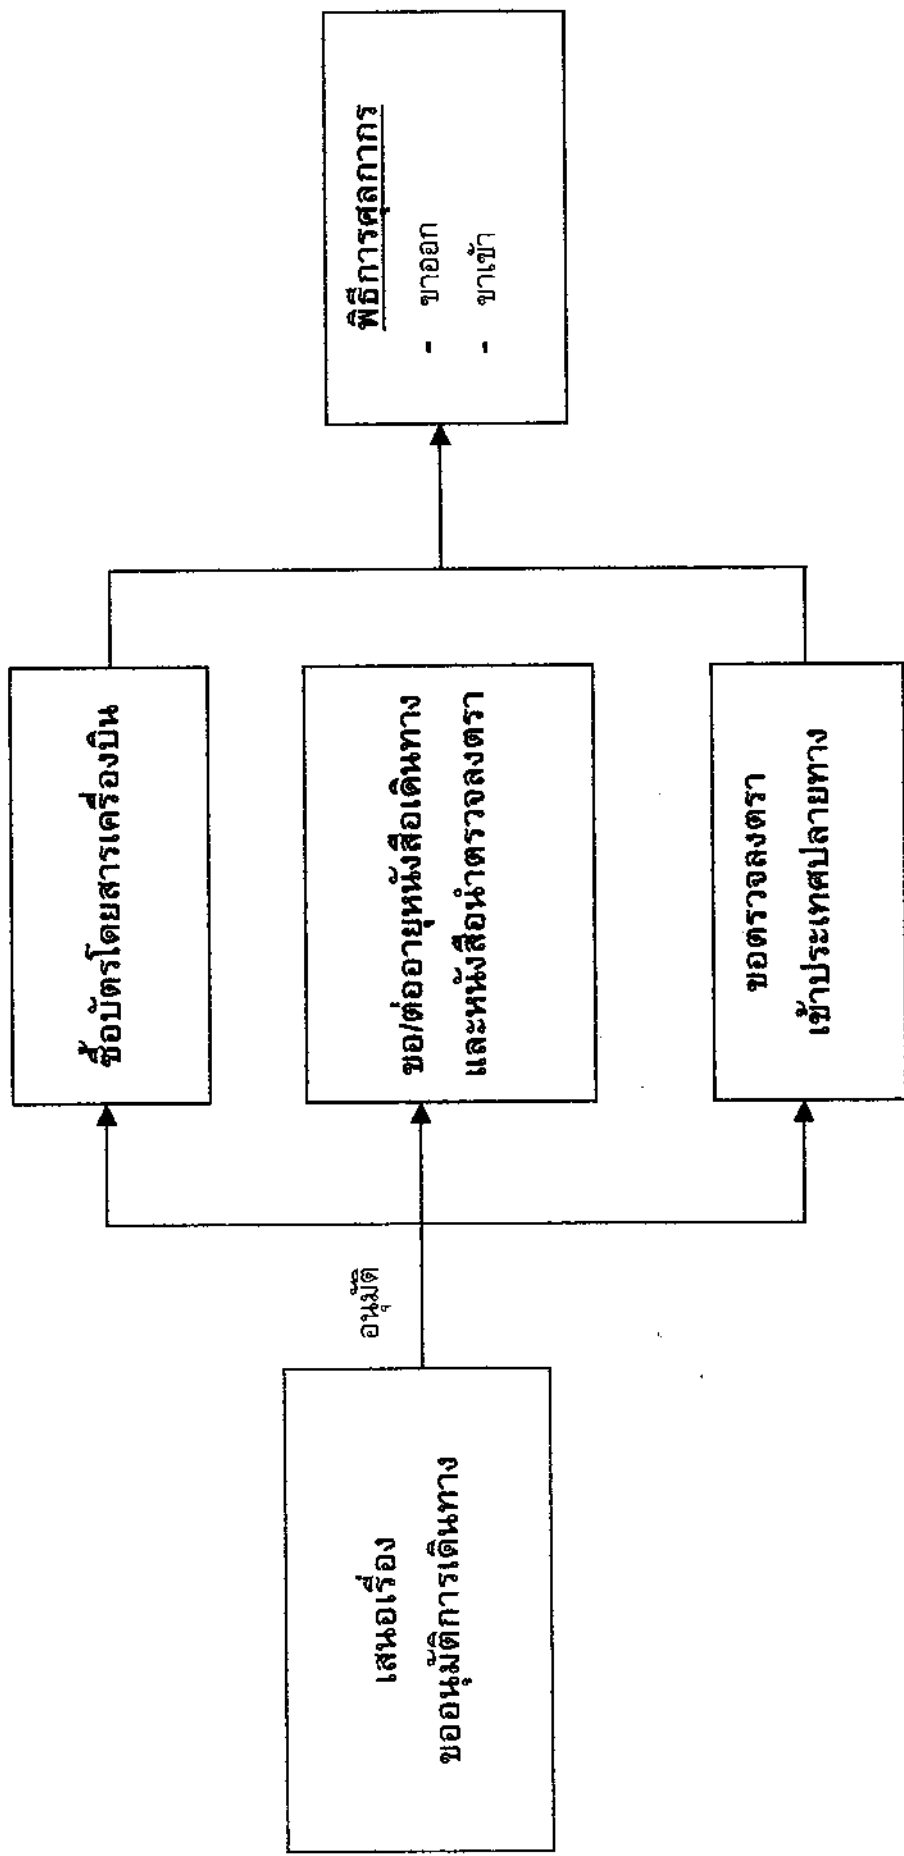 เสนอเรื่อง
ขออนุมัติการเดินทาง
อนุมัติ
ซื้อบัตรโดยสารเครื่องบิน
ขอ/ต่ออายุหนังสือเดินทาง
และหนังสือนำตรวจลงตรา
ขอตรวจลงตรา
เข้าประเทศปลายทาง
พิธีการศุลกากร
- ขาออก
- ขาเข้า